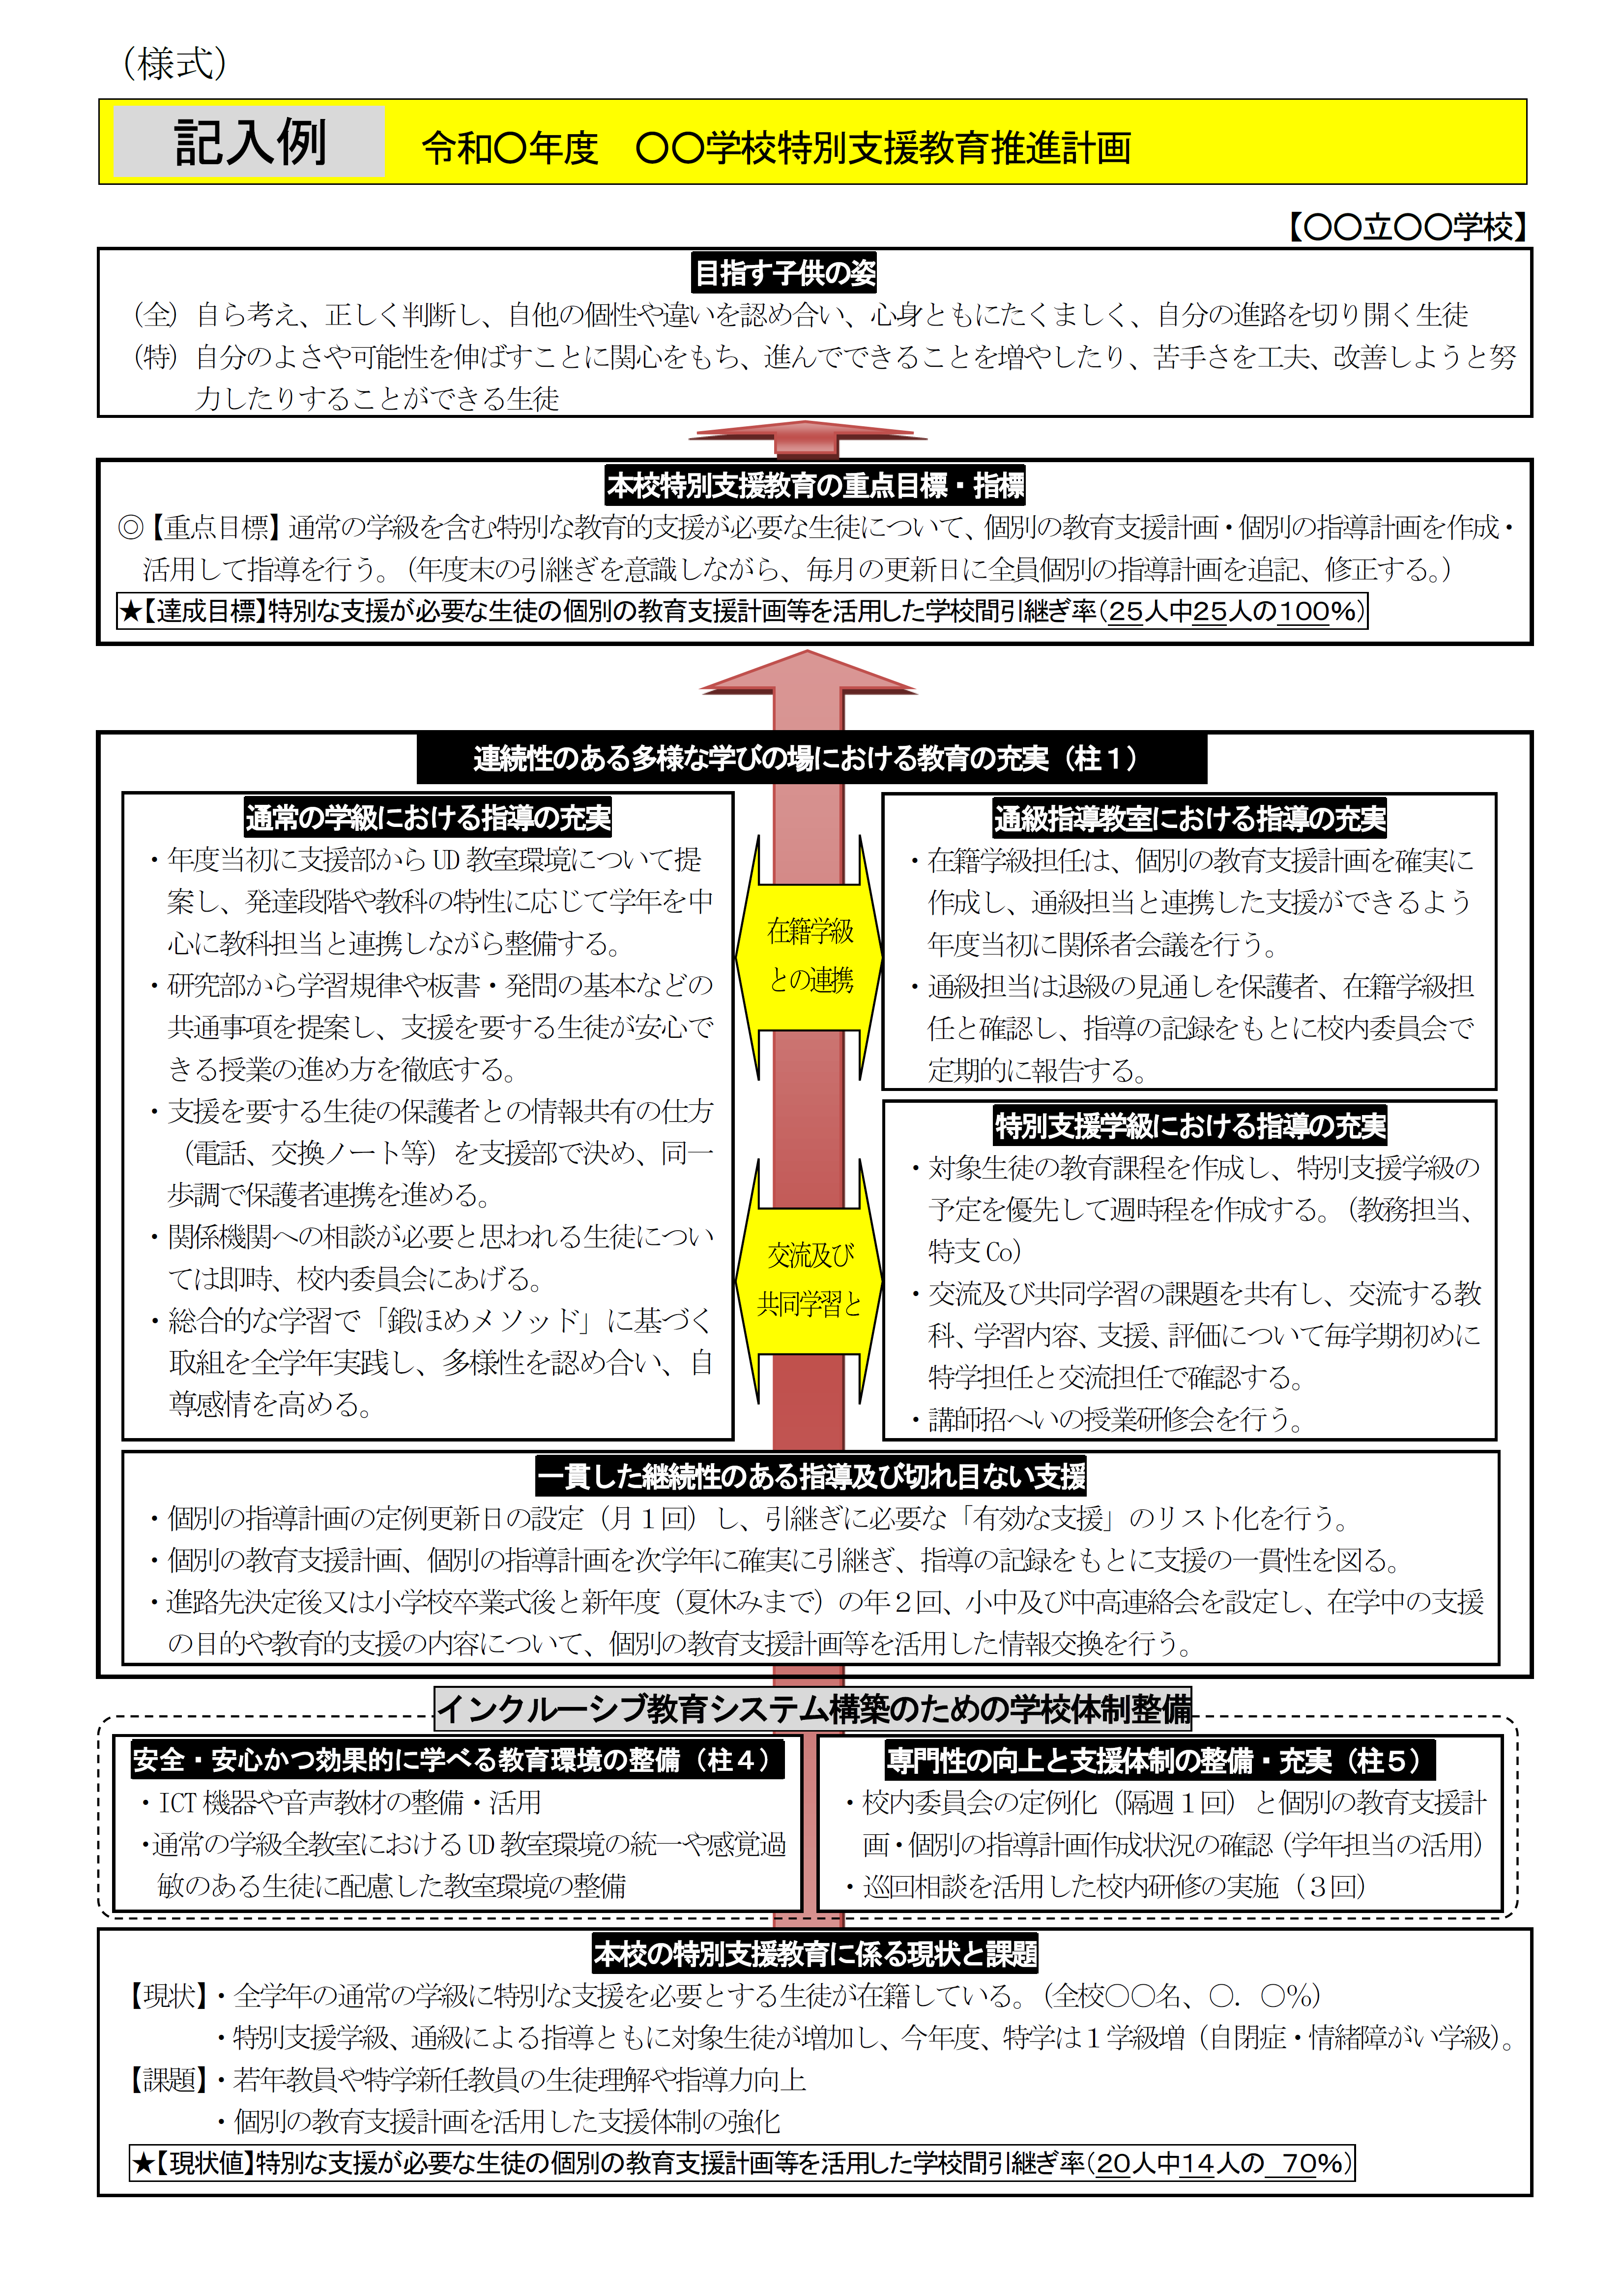 （様式）
記入例　令和〇年度　〇〇学校特別支援教育推進計画
【〇〇立〇〇学校】
目指す子供の姿
（全）自ら考え、正しく判断し、自他の個性や違いを認め合い、心身ともにたくましく、自分の進路を切り開く生徒
（特）自分のよさや可能性を伸ばすことに関心をもち、進んでできることを増やしたり、苦手さを工夫、改善しようと努
力したりすることができる生徒
本校特別支援教育の重点目標・指標
◎【重点目標】通常の学級を含む特別な教育的支援が必要な生徒について、個別の教育支援計画・個別の指導計画を作成・
活用して指導を行う。（年度末の引継ぎを意識しながら、毎月の更新日に全員個別の指導計画を追記、修正する。）
★【達成目標】特別な支援が必要な生徒の個別の教育支援計画等を活用した学校間引継ぎ率（25人中25人の100％）
連続性のある多様な学びの場における教育の充実（柱１）
通常の学級における指導の充実
・年度当初に支援部からUD教室環境について提
案し、発達段階や教科の特性に応じて学年を中
心に教科担当と連携しながら整備する。
・研究部から学習規律や板書・発問の基本などの
共通事項を提案し、支援を要する生徒が安心で
きる授業の進め方を徹底する。
・支援を要する生徒の保護者との情報共有の仕方
（電話、交換ノート等）を支援部で決め、同一
歩調で保護者連携を進める。
・関係機関への相談が必要と思われる生徒につい
ては即時、校内委員会にあげる。
・総合的な学習で「鍛ほめメソッド」に基づく
取組を全学年実践し、多様性を認め合い、自
尊感情を高める。
在籍学級
との連携
交流及び
共同学習と
通級指導教室における指導の充実
・在籍学級担任は、個別の教育支援計画を確実に
作成し、通級担当と連携した支援ができるよう
年度当初に関係者会議を行う。
・通級担当は退級の見通しを保護者、在籍学級担
任と確認し、指導の記録をもとに校内委員会で
定期的に報告する。
特別支援学級における指導の充実
・対象生徒の教育課程を作成し、特別支援学級の
予定を優先して週時程を作成する。（教務担当、
特支Co）
・交流及び共同学習の課題を共有し、交流する教
科、学習内容、支援、評価について毎学期初めに
特学担任と交流担任で確認する。
・講師招へいの授業研修会を行う。
一貫した継続性のある指導及び切れ目ない支援
・個別の指導計画の定例更新日の設定（月１回）し、引継ぎに必要な「有効な支援」のリスト化を行う。
・個別の教育支援計画、個別の指導計画を次学年に確実に引継ぎ、指導の記録をもとに支援の一貫性を図る。
・進路先決定後又は小学校卒業式後と新年度（夏休みまで）の年２回、小中及び中高連絡会を設定し、在学中の支援
の目的や教育的支援の内容について、個別の教育支援計画等を活用した情報交換を行う。
インクルーシブ教育システム構築のための学校体制整備
安全・安心かつ効果的に学べる教育環境の整備（柱４）
・ICT機器や音声教材の整備・活用
・通常の学級全教室におけるUD教室環境の統一や感覚過
敏のある生徒に配慮した教室環境の整備
専門性の向上と支援体制の整備・充実（柱５）
・校内委員会の定例化（隔週１回）と個別の教育支援計
画・個別の指導計画作成状況の確認（学年担当の活用）
・巡回相談を活用した校内研修の実施（３回）
本校の特別支援教育に係る現状と課題
【現状】・全学年の通常の学級に特別な支援を必要とする生徒が在籍している。（全校〇〇名、〇．〇％）
・特別支援学級、通級による指導ともに対象生徒が増加し、今年度、特学は１学級増（自閉症・情緒障がい学級）。
【課題】・若年教員や特学新任教員の生徒理解や指導力向上
・個別の教育支援計画を活用した支援体制の強化
★【現状値】特別な支援が必要な生徒の個別の教育支援計画等を活用した学校間引継ぎ率（20人中14人の　70％）